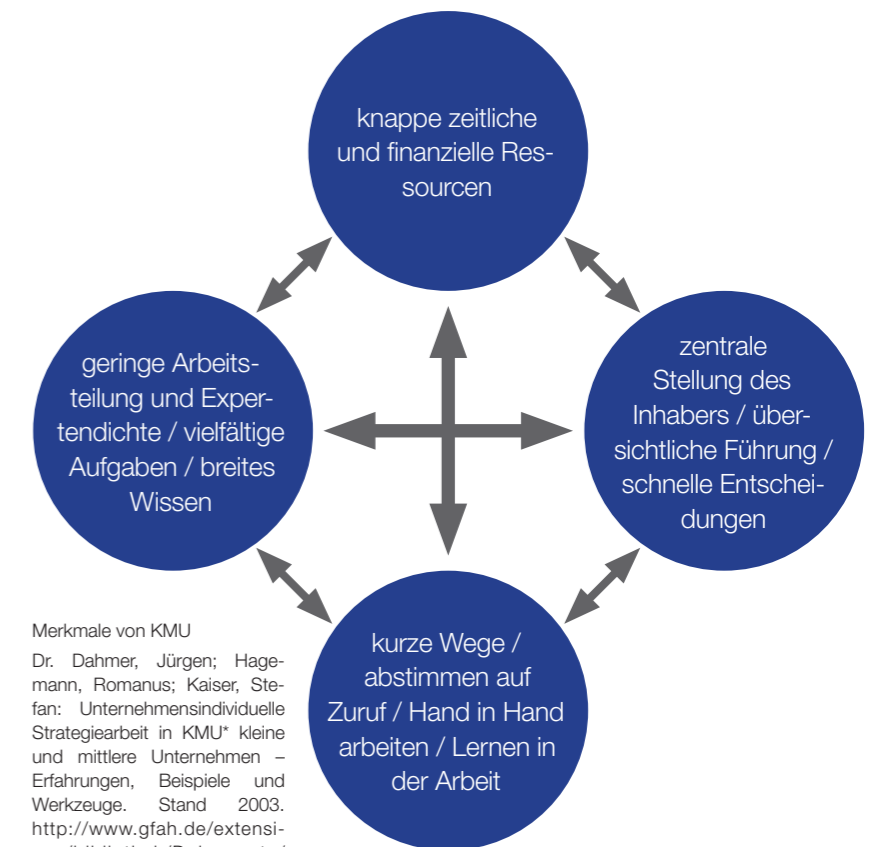 knappe zeitliche
und finanzielle Res-
sourcen
geringe Arbeits-
teilung und Exper-
tendichte / vielfältige
Aufgaben / breites
Wissen
zentrale
Stellung des
Inhabers / über-
sichtliche Führung /
schnelle Entschei-
dungen
kurze Wege /
abstimmen auf
Zuruf / Hand in Hand
arbeiten / Lernen in
der Arbeit
Merkmale von KMU
Dr. Dahmer, Jürgen; Hage-
mann, Romanus; Kaiser, Ste-
fan: Unternehmensindividuelle
Strategiearbeit in KMU* kleine
und mittlere Unternehmen –
Erfahrungen, Beispiele und
Werkzeuge. Stand 2003.
http://www.gfah.de/extensi-